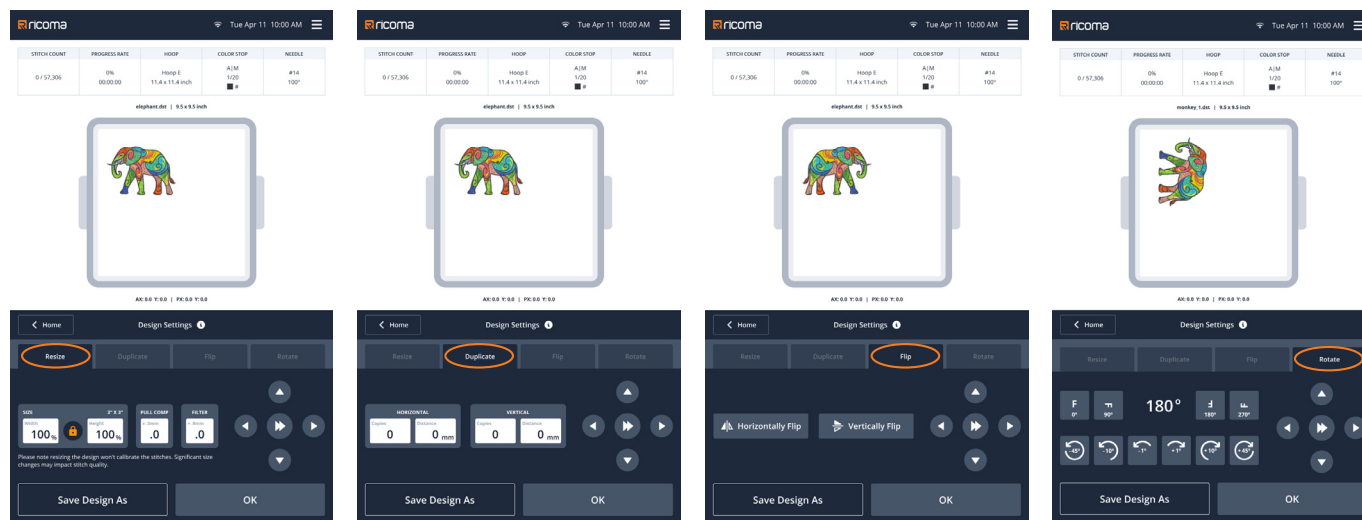 ricoma
Tue Apr 11 10:00 AM
STITCH COUNT PROGRESS RATE HOOP COLOR STOP NEEDLE
0 / 57,306 0% 00:00:00 Hoop E 11.4 x 11.4 inch A|M 1/20 # #14 100°
elephant.dst | 9.5 x 9.5 inch
AX: 0.0 Y: 0.0 | PX: 0.0 Y: 0.0
Home Design Settings
Resize Duplicate Flip Rotate
SIZE 3" X 3" PULL COMP FILTER
Width Height
100% 100% .0 .0
Please note resizing the design won't calibrate the stitches. Significant size
changes may impact stitch quality.
Save Design As OK
ricoma
Tue Apr 11 10:00 AM
STITCH COUNT PROGRESS RATE HOOP COLOR STOP NEEDLE
0 / 57,306 0% 00:00:00 Hoop E 11.4 x 11.4 inch A|M 1/20 # #14 100°
elephant.dst | 9.5 x 9.5 inch
AX: 0.0 Y: 0.0 | PX: 0.0 Y: 0.0
Home Design Settings
Resize Duplicate Flip Rotate
HORIZONTAL VERTICAL
Copies Distance Copies Distance
0 0 mm 0 0 mm
Save Design As OK
ricoma
Tue Apr 11 10:00 AM
STITCH COUNT PROGRESS RATE HOOP COLOR STOP NEEDLE
0 / 57,306 0% 00:00:00 Hoop E 11.4 x 11.4 inch A|M 1/20 # #14 100°
elephant.dst | 9.5 x 9.5 inch
AX: 0.0 Y: 0.0 | PX: 0.0 Y: 0.0
Home Design Settings
Resize Duplicate Flip Rotate
Horizontally Flip Vertically Flip
Save Design As OK
ricoma
Tue Apr 11 10:00 AM
STITCH COUNT PROGRESS RATE HOOP COLOR STOP NEEDLE
0 / 57,306 0% 00:00:00 Hoop E 11.4 x 11.4 inch A|M 1/20 # #14 100°
monkey_1.dst | 9.5 x 9.5 inch
AX: 0.0 Y: 0.0 | PX: 0.0 Y: 0.0
Home Design Settings
Resize Duplicate Flip Rotate
F 0° F 90° 180° F 180° F 270°
-45° -10° -1° +1° +10° +45°
Save Design As OK